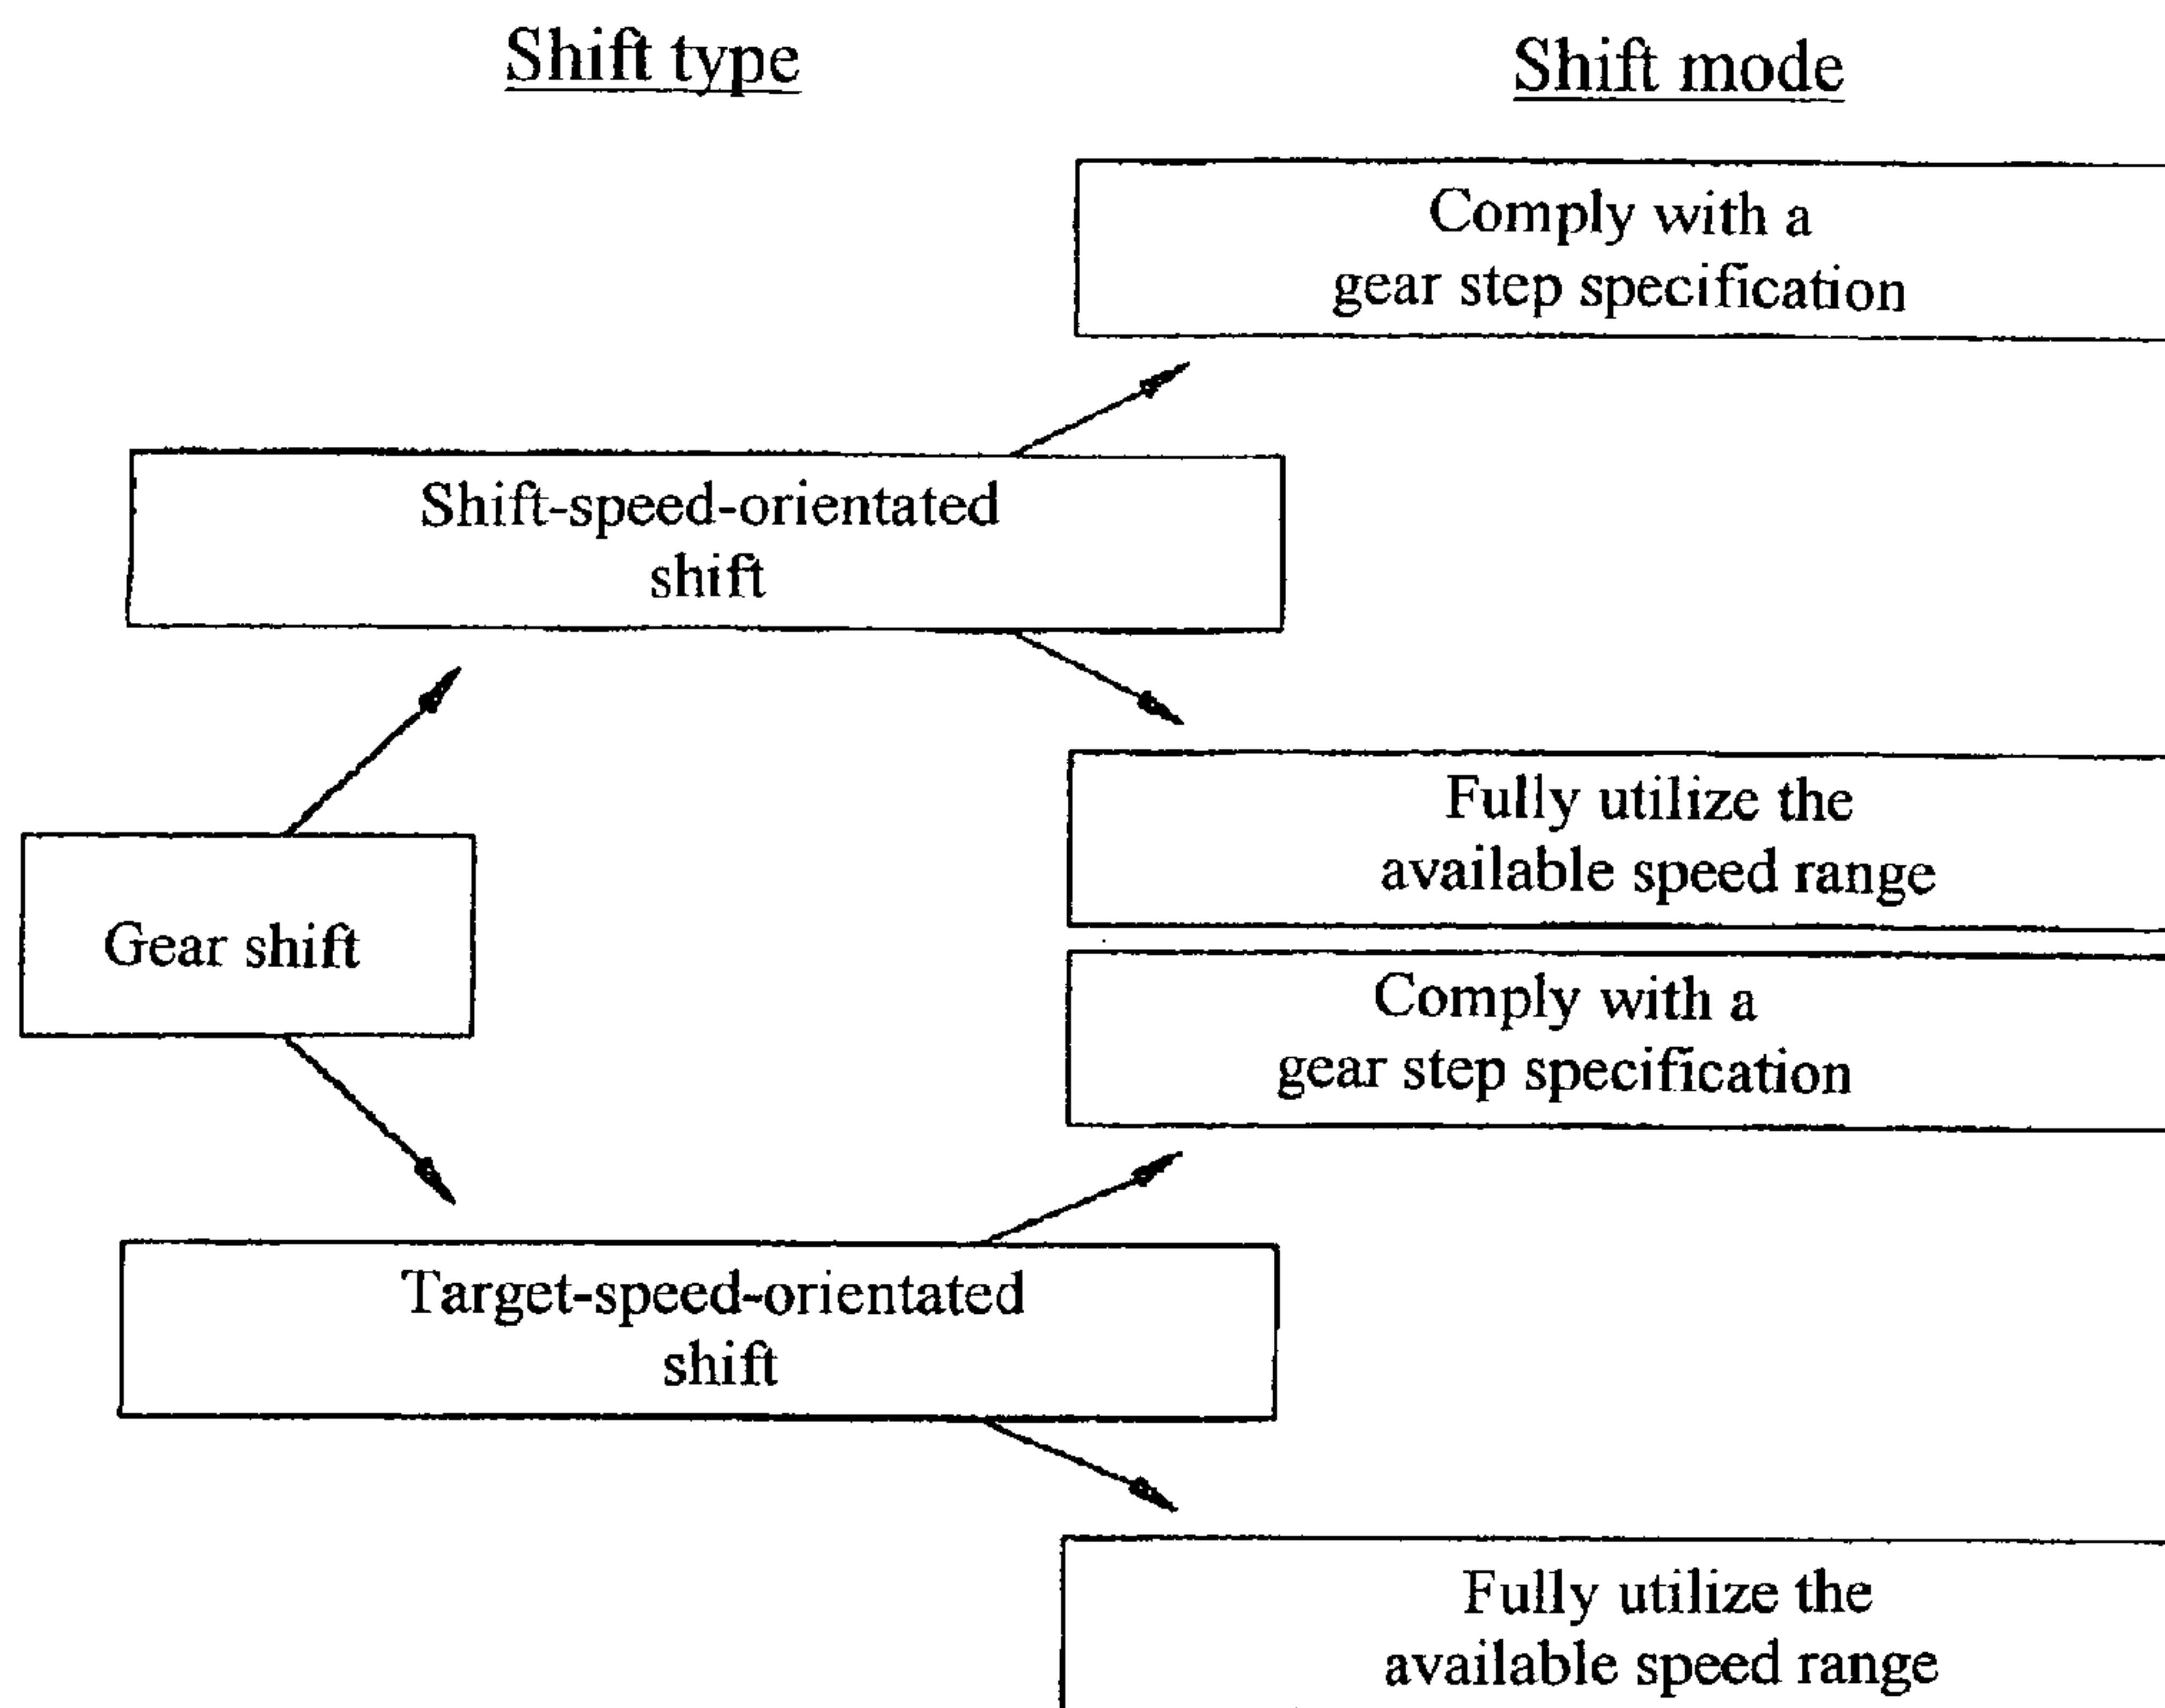 Shift type
Shift mode
Comply with a
gear step specification
Shift-speed-orientated
shift
Fully utilize the
available speed range
Gear shift
Comply with a
gear step specification
Target-speed-orientated
shift
Fully utilize the
available speed range